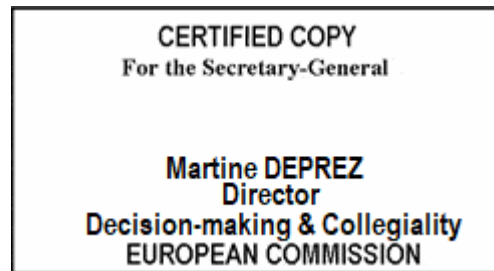 CERTIFIED COPY
For the Secretary-General
Martine DEPREZ
Director
Decision-making & Collegiality
EUROPEAN COMMISSION